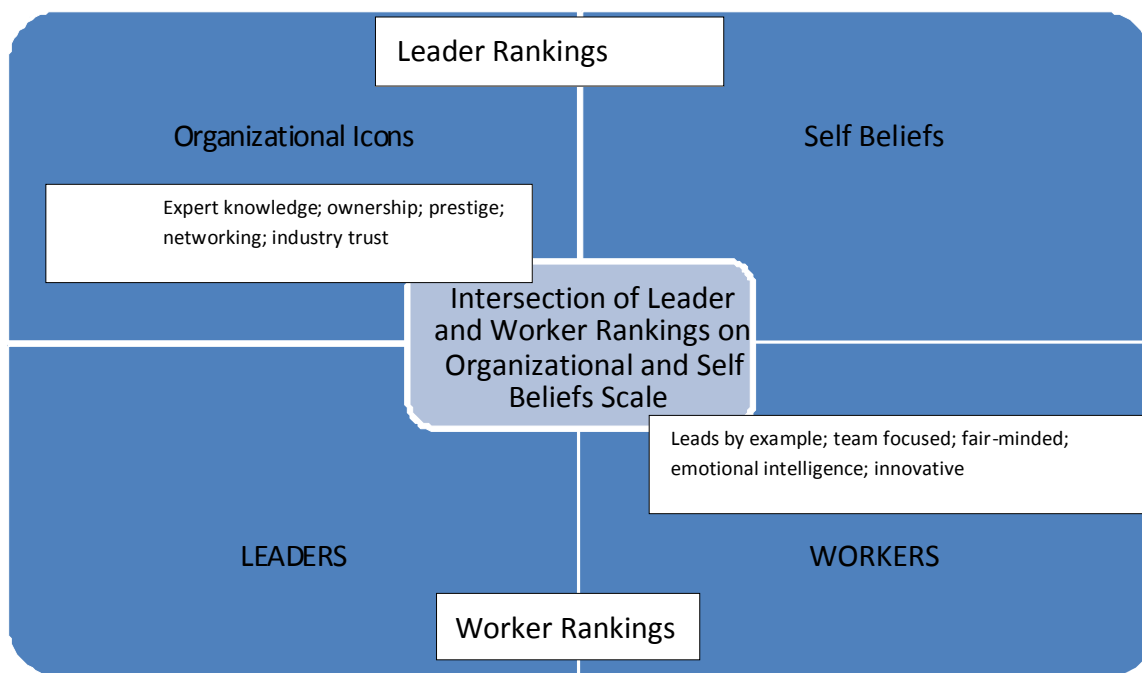 Leader Rankings
Organizational Icons
Self Beliefs
Expert knowledge; ownership; prestige;
networking; industry trust
Intersection of Leader
and Worker Rankings on
Organizational and Self
Beliefs Scale
Leads by example; team focused; fair-minded;
emotional intelligence; innovative
LEADERS
WORKERS
Worker Rankings